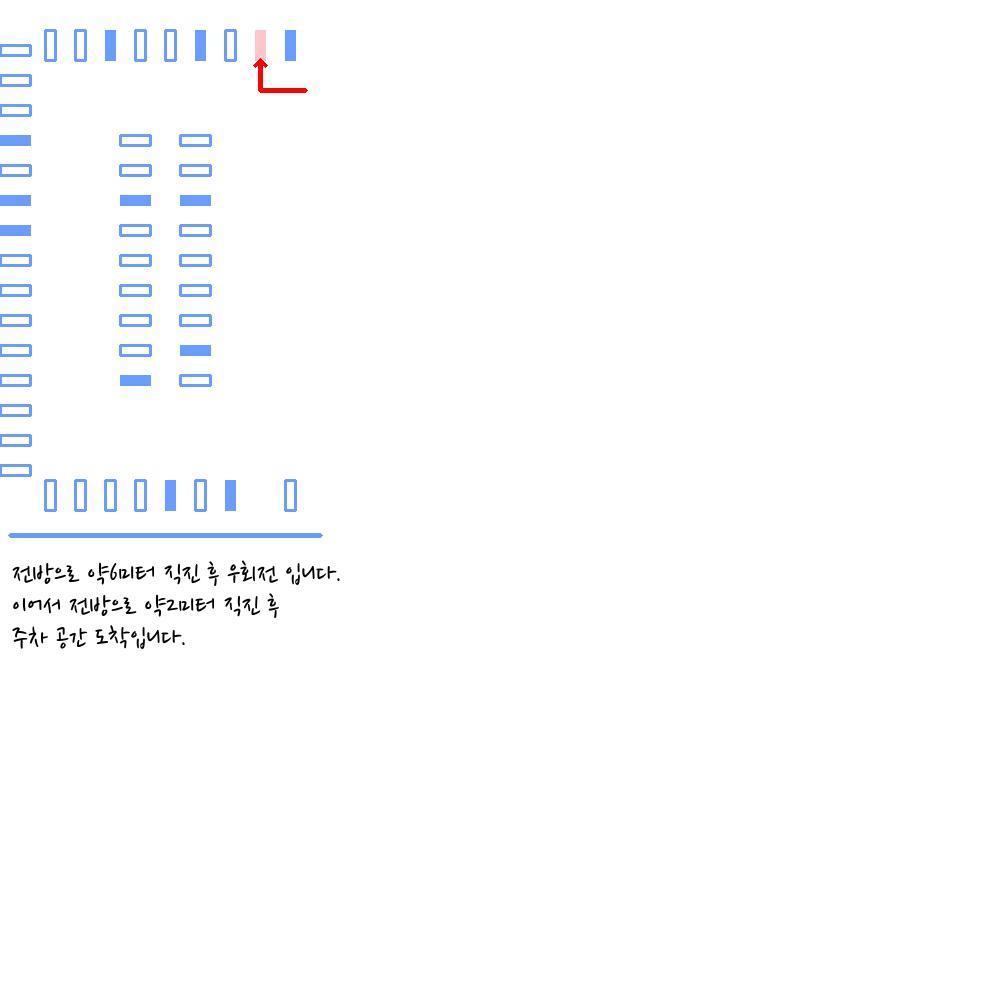 전방으로 약6미터 직진 후 우회전 입니다.
이어서 전방으로 약2미터 직진 후
주차 공간 도착입니다.